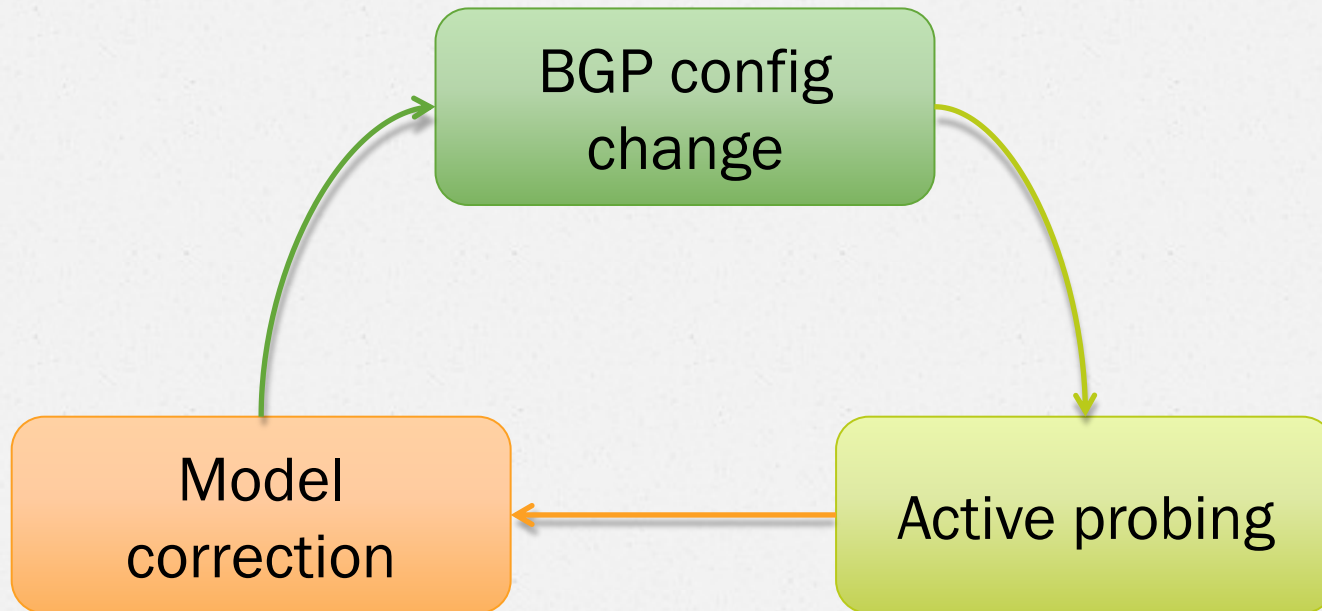 BGP config
change
Model
correction
Active probing